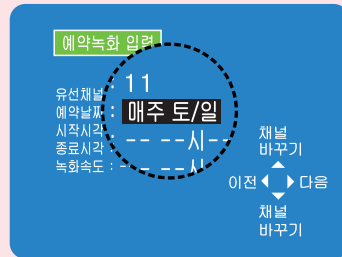 예약녹화 입력
유선채널 : 11
예약날짜 : 매주 토/일
시작시각 : -- --시--
종료시각 : -- --시
녹화속도 :
채널
바꾸기
이전 다음
채널
바꾸기